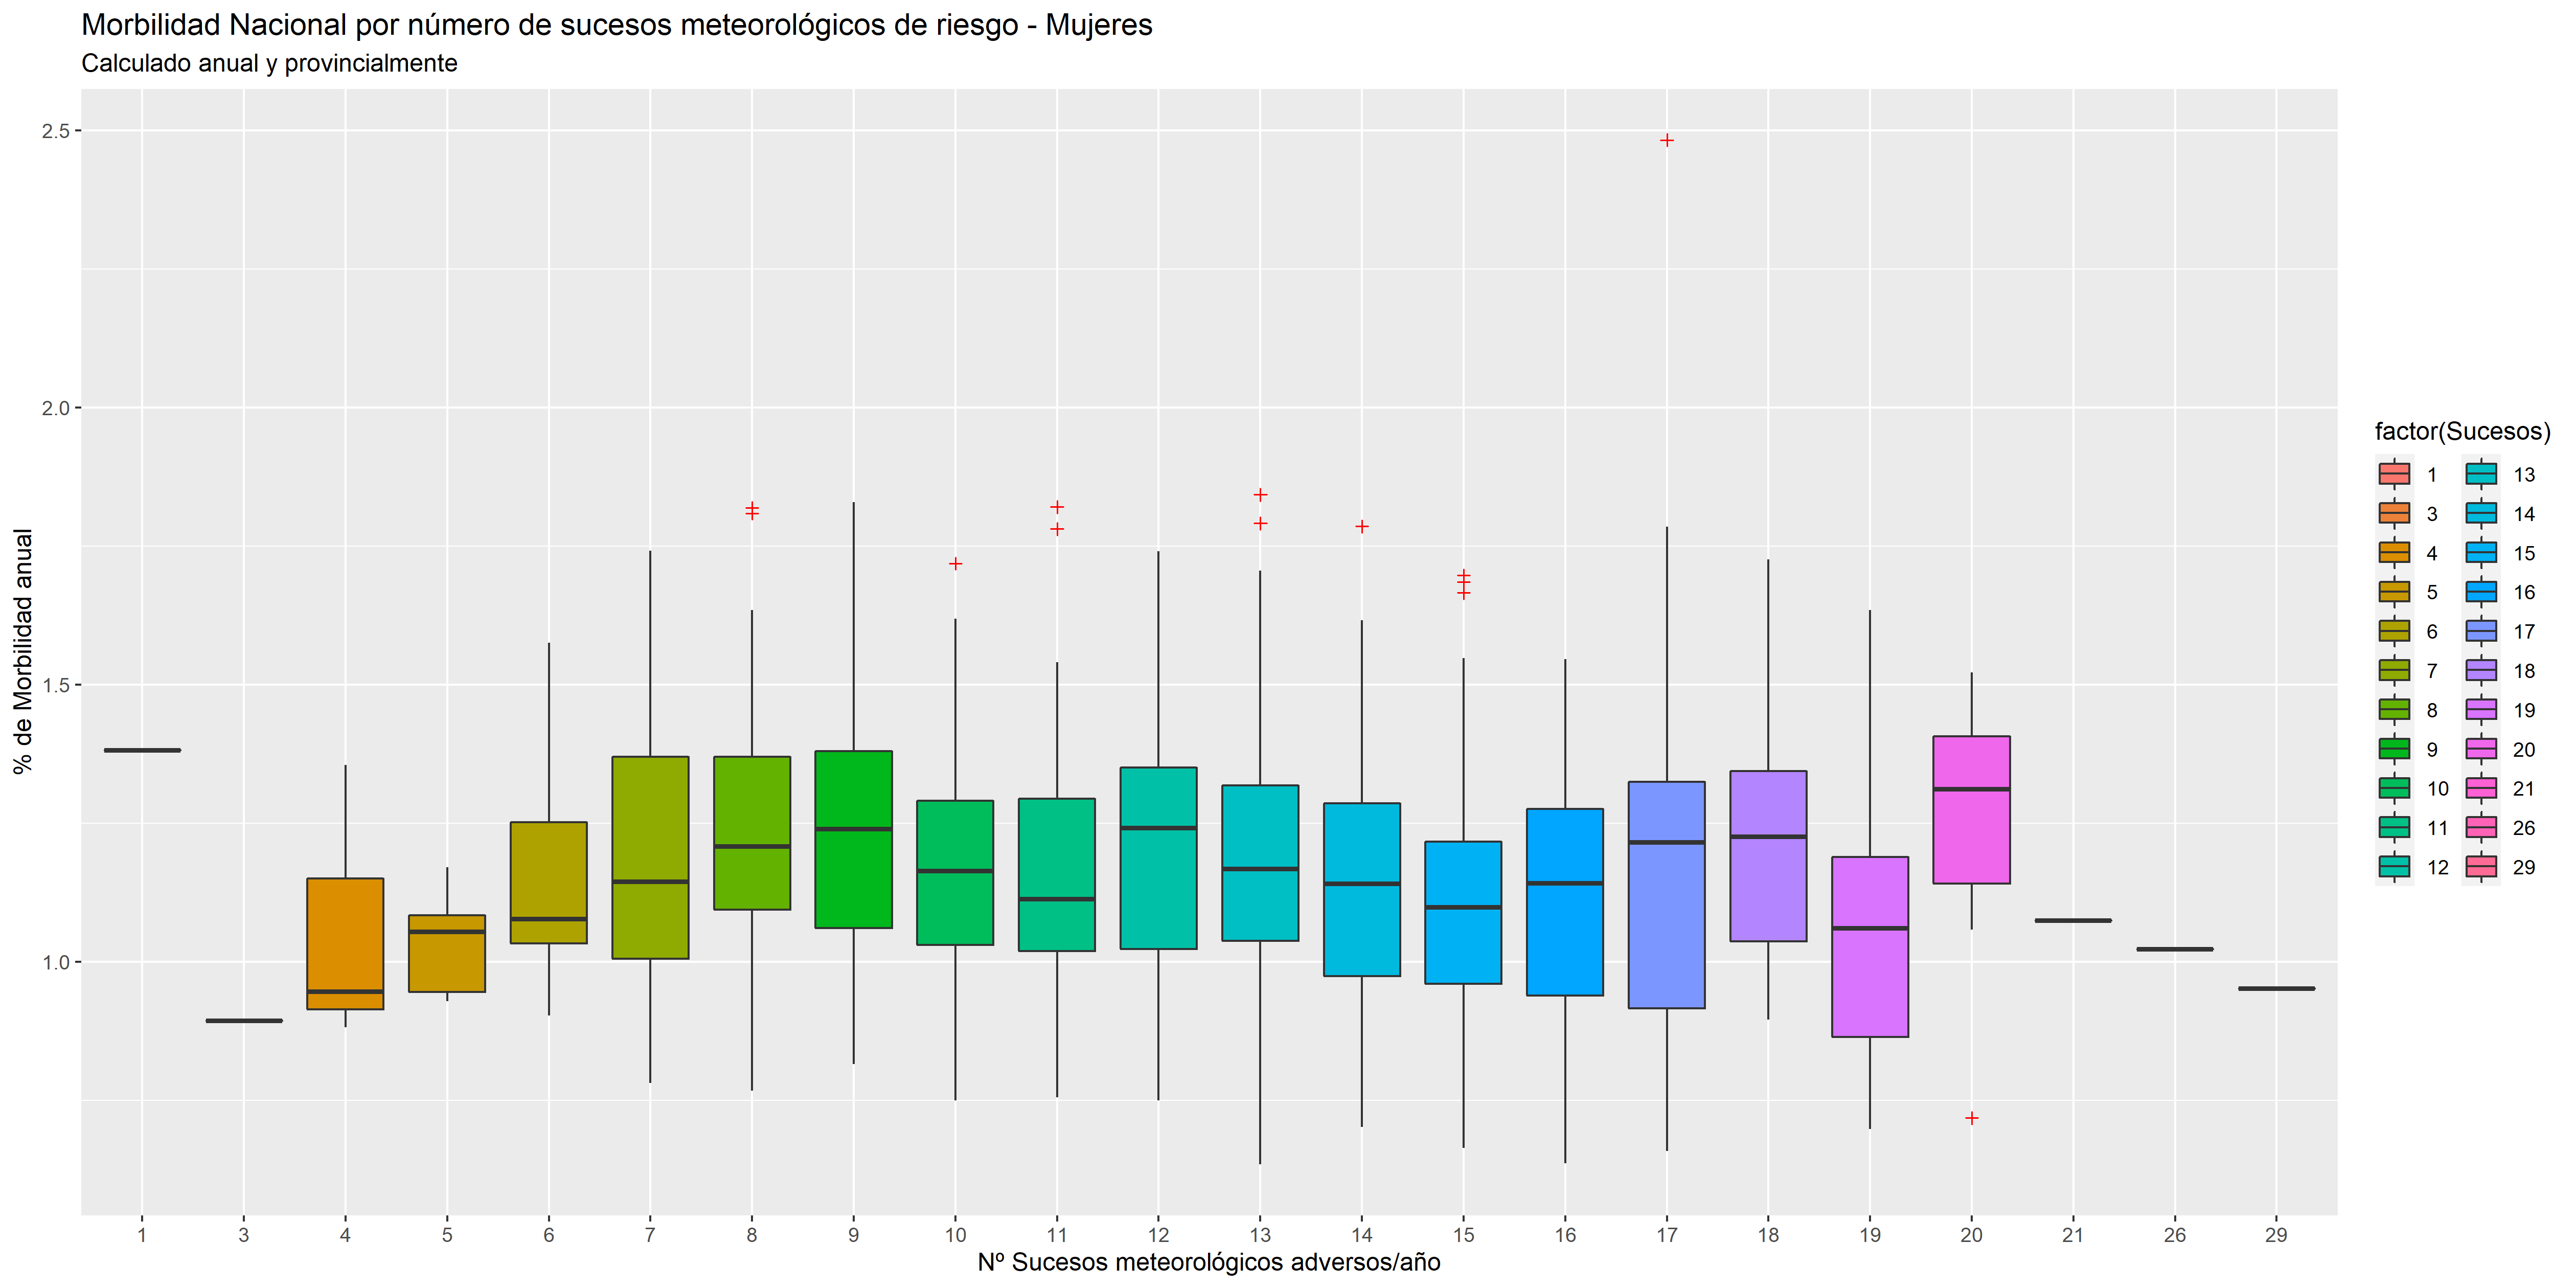 Morbilidad Nacional por número de sucesos meteorológicos de riesgo - Mujeres
Calculado anual y provincialmente
% de Morbilidad anual
2.5
2.0
1.5
1.0
1 3 4 5 6 7 8 9 10 11 12 13 14 15 16 17 18 19 20 21 26 29
Nº Sucesos meteorológicos adversos/año
factor(Sucesos)
1 13
3 14
4 15
5 16
6 17
7 18
8 19
9 20
10 21
11 26
12 29